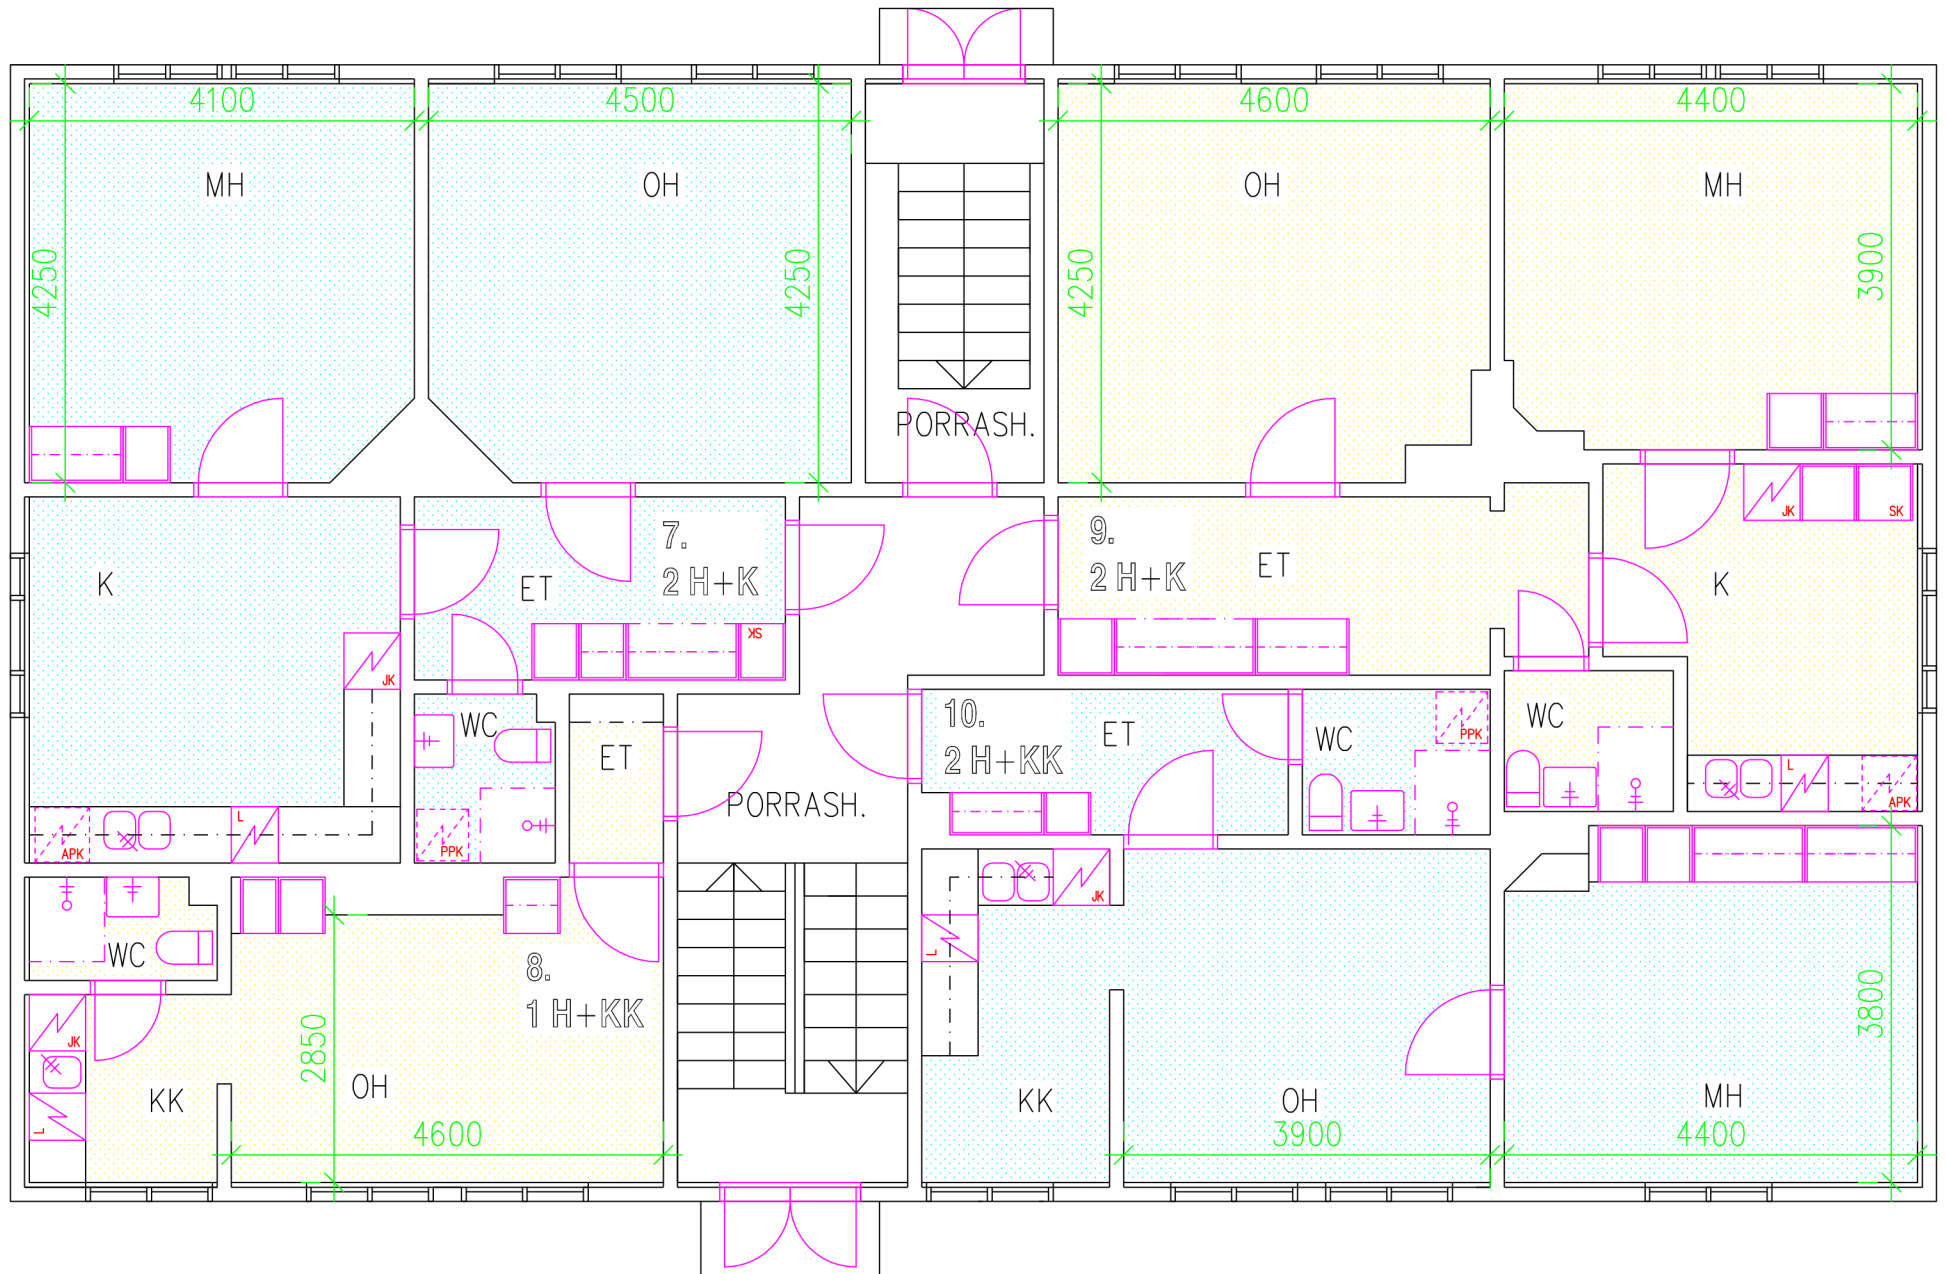 4100
4500
4600
4400
MH
OH
OH
MH
4250
4250
4250
3900
PORRASH.
JK
SK
7.
2 H+K
9.
2 H+K
K
ET
ET
K
SK
JK
WC
ET
10.
2 H+KK
ET
WC
PPK
WC
L
APK
L
APK
PPK
PORRASH.
JK
WC
8.
1 H+KK
L
JK
2850
3800
L
KK
OH
KK
OH
MH
4600
3900
4400